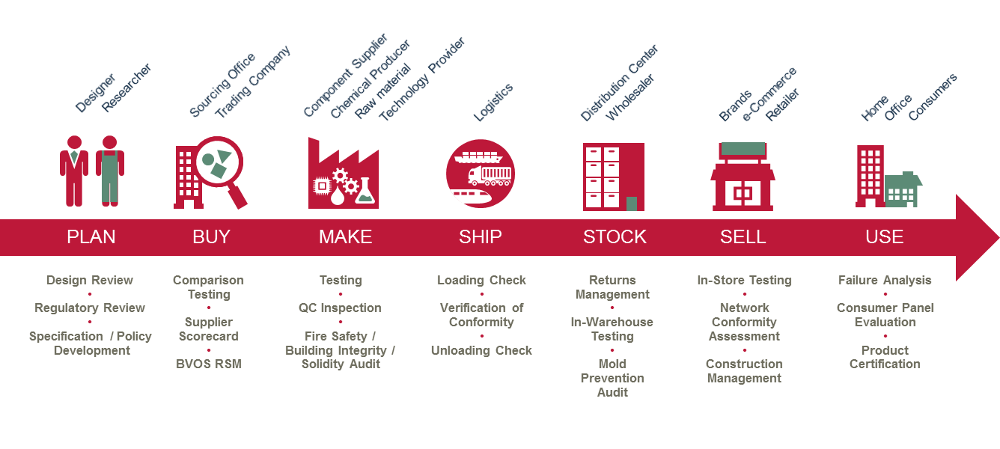 Designer
Researcher
Sourcing Office
Trading Company
Component Supplier
Chemical Producer
Raw material
Technology Provider
Logistics
Distribution Center
Wholesaler
Brands
e-Commerce
Retailer
Home
Office
Consumers
PLAN
BUY
MAKE
SHIP
STOCK
SELL
USE
Design Review
•
Regulatory Review
•
Specification / Policy
Development
Comparison
Testing
•
Supplier
Scorecard
•
BVOS RSM
Testing
•
QC Inspection
•
Fire Safety /
Building Integrity /
Solidity Audit
Loading Check
•
Verification of
Conformity
•
Unloading Check
Returns
Management
•
In-Warehouse
Testing
•
Mold
Prevention
Audit
In-Store Testing
•
Network
Conformity
Assessment
•
Construction
Management
Failure Analysis
•
Consumer Panel
Evaluation
•
Product
Certification